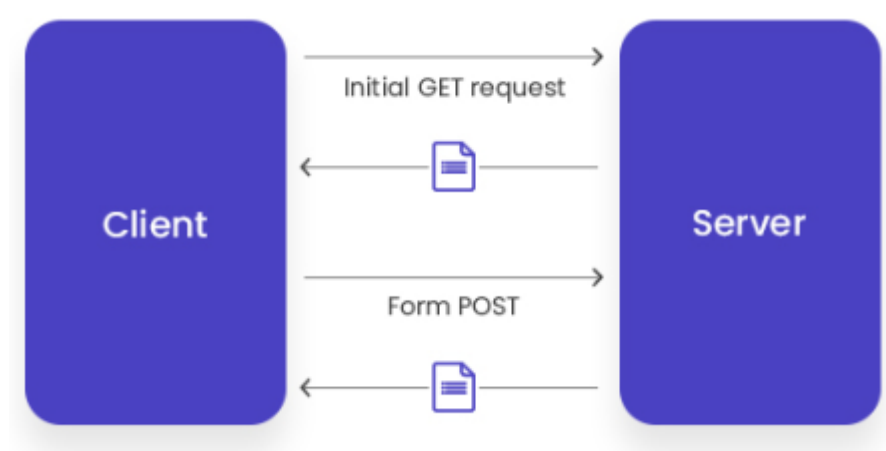 Client
Initial GET request
Form POST
Server